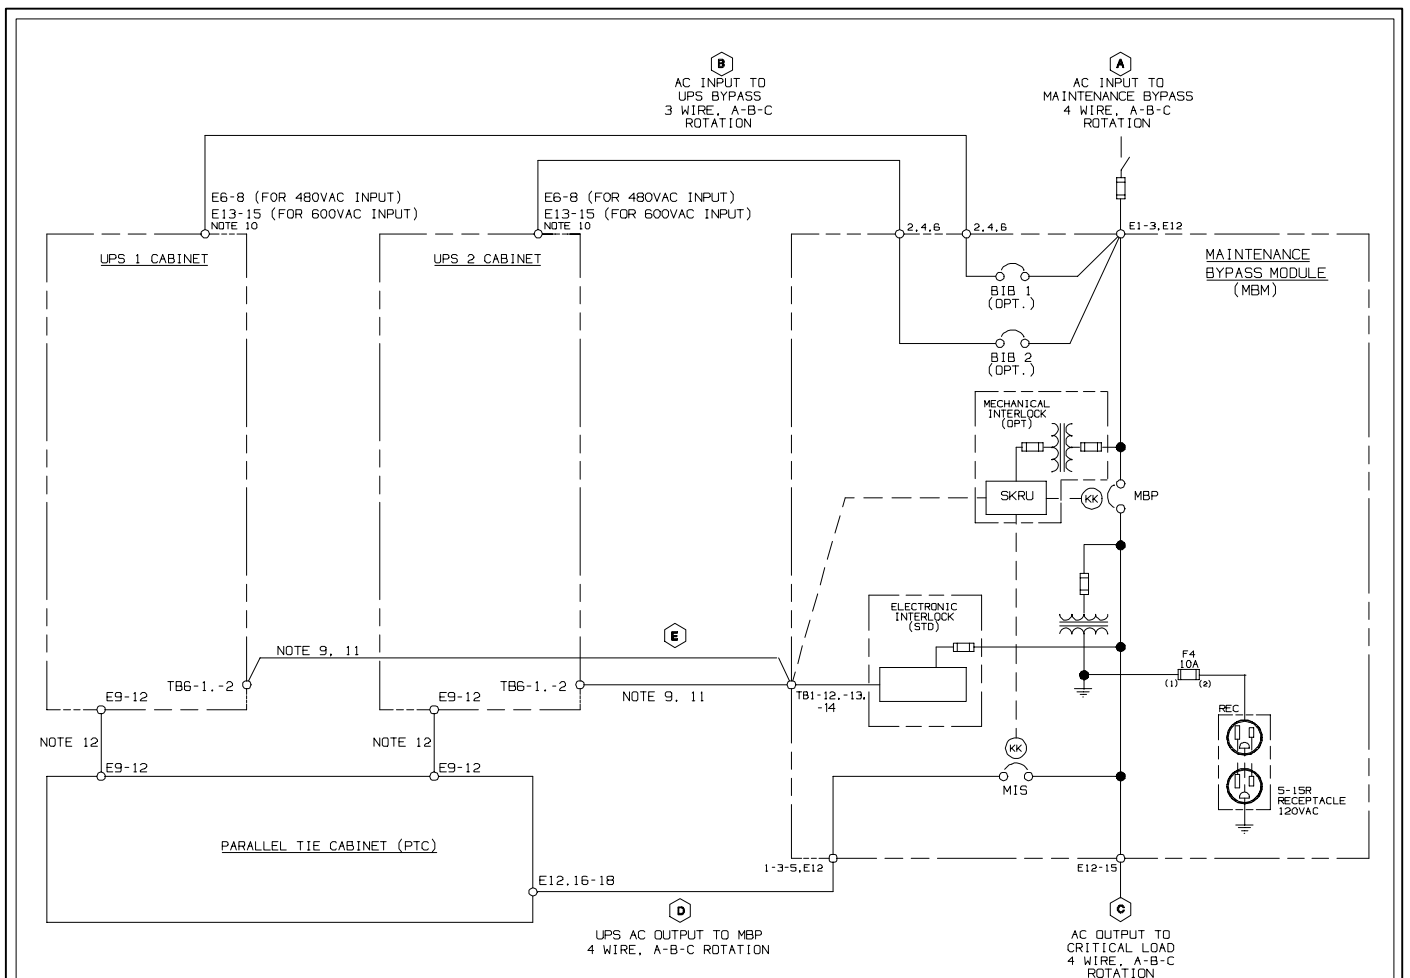 B
AC INPUT TO
UPS BYPASS
3 WIRE, A-B-C
ROTATION
A
AC INPUT TO
MAINTENANCE BYPASS
4 WIRE, A-B-C
ROTATION
E6-8 (FOR 480VAC INPUT)
E13-15 (FOR 600VAC INPUT)
NOTE 10
E6-8 (FOR 480VAC INPUT)
E13-15 (FOR 600VAC INPUT)
NOTE 10
2,4,6
2,4,6
E1-3,E12
UPS 1 CABINET
UPS 2 CABINET
MAINTENANCE
BYPASS MODULE
(MBM)
BIB 1
(OPT.)
BIB 2
(OPT.)
MECHANICAL
INTERLOCK
(OPT)
SKRU
KK
MBP
ELECTRONIC
INTERLOCK
(STD)
E
NOTE 9, 11
NOTE 9, 11
TB6-1,-2
TB6-1,-2
TB1-12,-13,
-14
F4
10A
(1)
(2)
REC
E9-12
E9-12
NOTE 12
NOTE 12
E9-12
E9-12
KK
MIS
5-15R
RECEPTACLE
120VAC
PARALLEL TIE CABINET (PTC)
1-3-5,E12
E12-15
E12,16-18
D
UPS AC OUTPUT TO MBP
4 WIRE, A-B-C ROTATION
C
AC OUTPUT TO
CRITICAL LOAD
4 WIRE, A-B-C
ROTATION